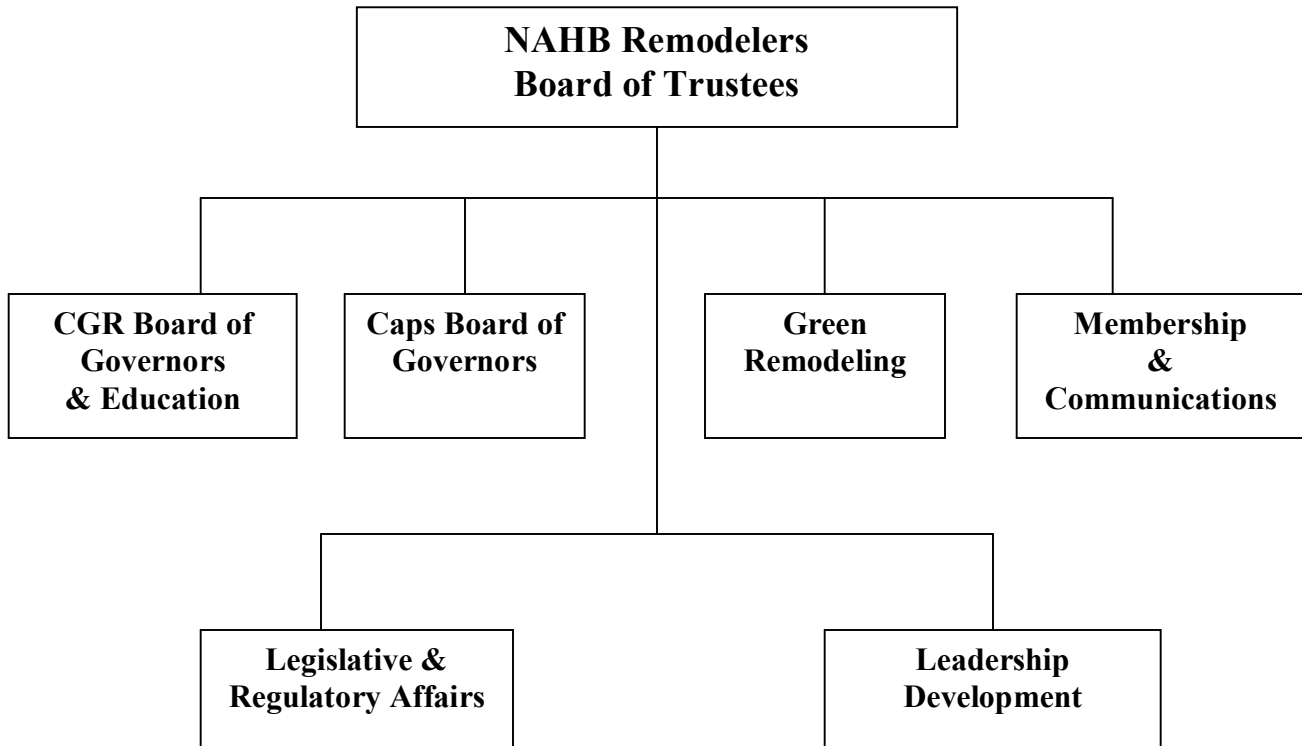 NAHB Remodelers
Board of Trustees
CGR Board of
Governors
& Education
Caps Board of
Governors
Green
Remodeling
Membership
&
Communications
Legislative &
Regulatory Affairs
Leadership
Development